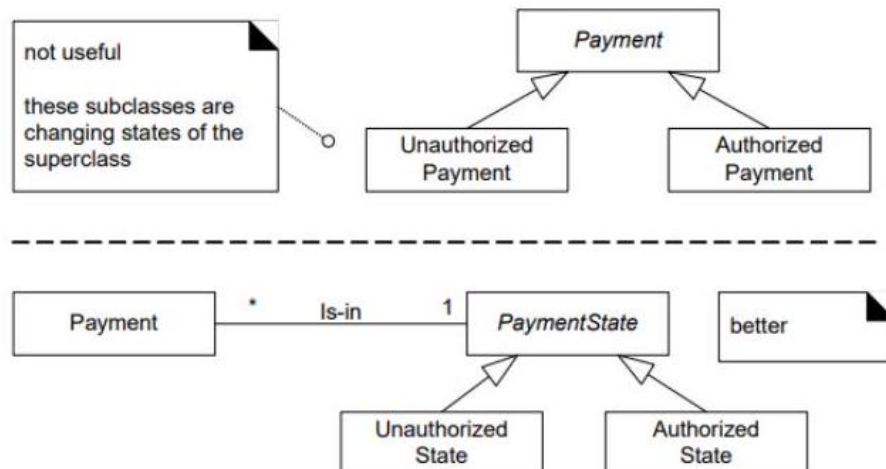 not useful
these subclasses are
changing states of the
superclass
Payment
Unauthorized
Payment
Authorized
Payment
Payment
*
Is-in
1
PaymentState
better
Unauthorized
State
Authorized
State